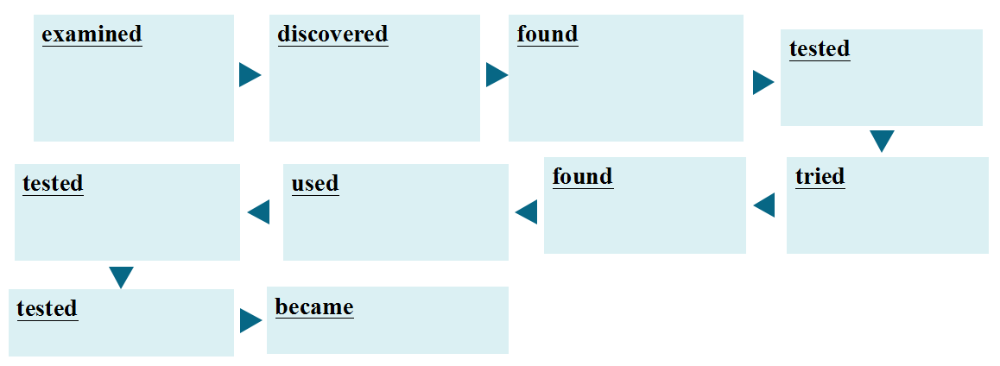 examined
discovered
found
tested
tried
found
used
tested
tested
became